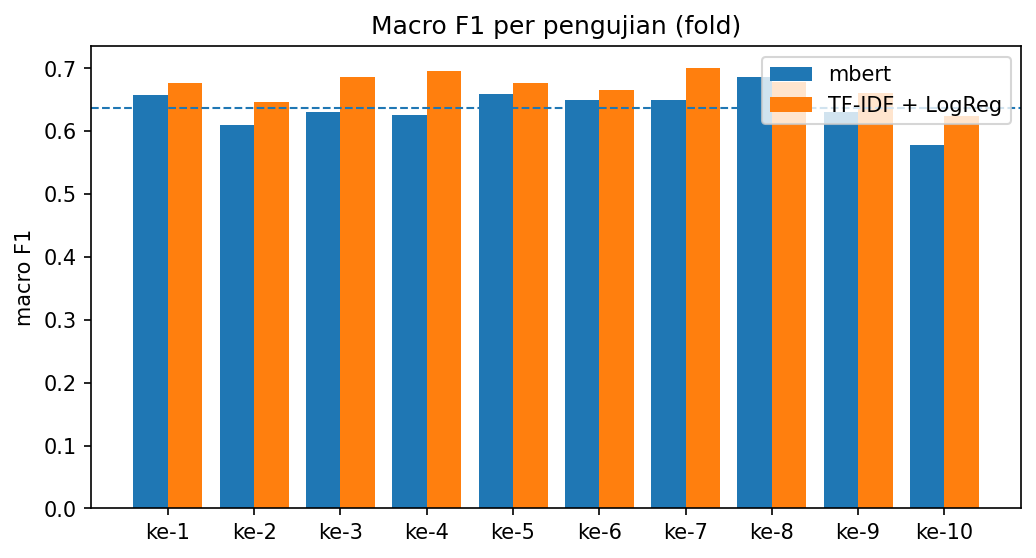 Macro F1 per pengujian (fold)
mbert
TF-IDF + LogReg
macro F1
0.7
0.6
0.5
0.4
0.3
0.2
0.1
0.0
ke-1 ke-2 ke-3 ke-4 ke-5 ke-6 ke-7 ke-8 ke-9 ke-10